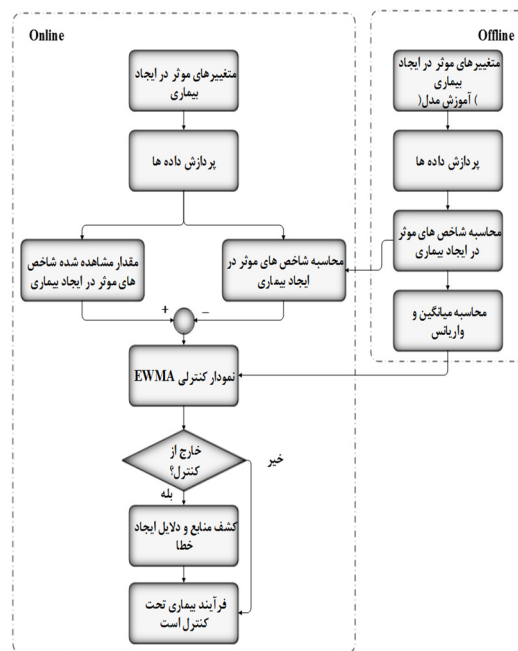 Online
متغییرهای موثر در ایجاد
بیماری
پردازش داده ها
مقدار مشاهده شده شاخص
های موثر در ایجاد بیماری
محاسبه شاخص های موثر در
ایجاد بیماری
+
−
نمودار کنترلی EWMA
خارج از
کنترل؟
خیر
بله
کشف منابع و دلایل ایجاد
خطا
فرآیند بیماری تحت
کنترل است
Offline
متغییرهای موثر در ایجاد
بیماری
) آموزش مدل(
پردازش داده ها
محاسبه شاخص های موثر
در ایجاد بیماری
محاسبه میانگین و
واریانس